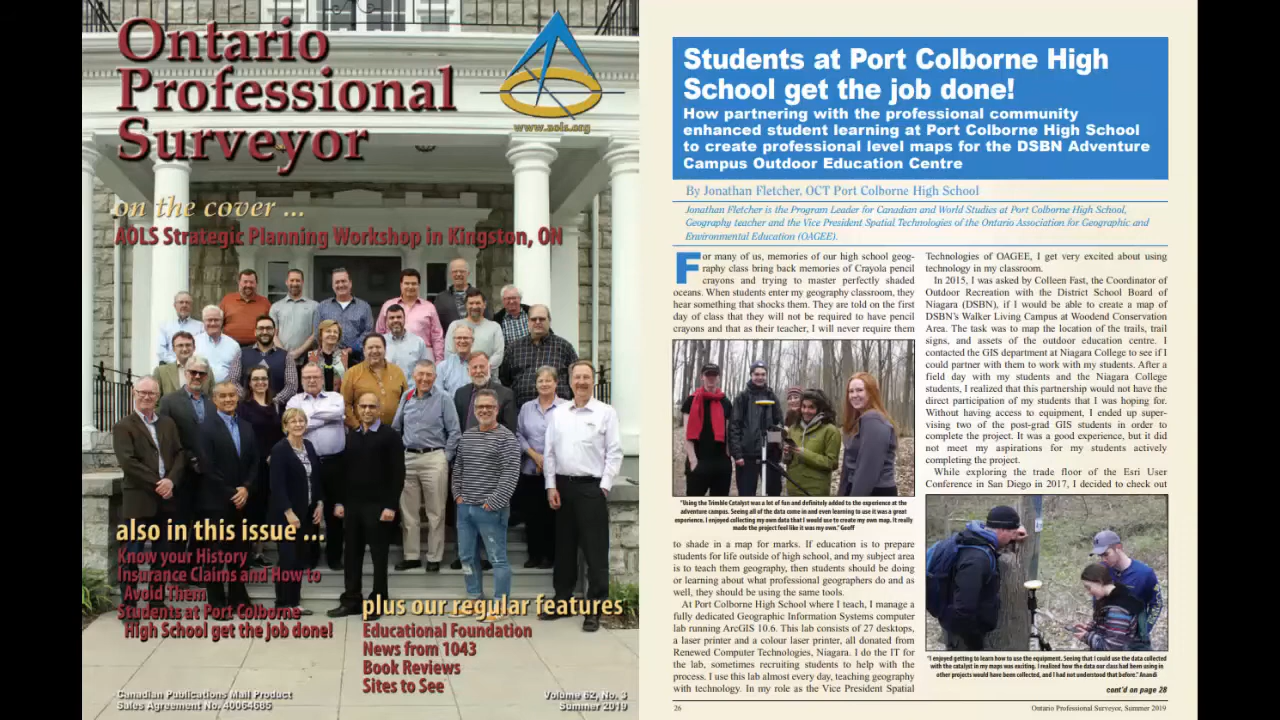 Ontario
Professional
Surveyor
www.aols.org
on the cover ...
AOLS Strategic Planning Workshop in Kingston, ON
also in this issue ...
Know your History
Insurance Claims and How to
Avoid Them
Students at Port Colborne
High School get the job done!
plus our regular features
Educational Foundation
News from 1043
Book Reviews
Sites to See
Canadian Publications Mail Product
Sales Agreement No. 40064685
Volume 62, No. 3
Summer 2019
Students at Port Colborne High
School get the job done!
How partnering with the professional community
enhanced student learning at Port Colborne High School
to create professional level maps for the DSBN Adventure
Campus Outdoor Education Centre
By Jonathan Fletcher, OCT Port Colborne High School
Jonathan Fletcher is the Program Leader for Canadian and World Studies at Port Colborne High School,
Geography teacher and the Vice President Spatial Technologies of the Ontario Association for Geographic and
Environmental Education (OAGEE).
For many of us, memories of our high school geog-
raphy class bring back memories of Crayola pencil
crayons and trying to master perfectly shaded
oceans. When students enter my geography classroom, they
hear something that shocks them. They are told on the first
day of class that they will not be required to have pencil
crayons and that as their teacher, I will never require them
"Using the Trimble Catalyst was a lot of fun and definitely added to the experience at the
adventure campus. Seeing all of the data come in and even learning to use it was a great
experience. I enjoyed collecting my own data that I would use to create my own map. It really
made the project feel like it was my own." Geoff
to shade in a map for marks. If education is to prepare
students for life outside of high school, and my subject area
is to teach them geography, then students should be doing
or learning about what professional geographers do and as
well, they should be using the same tools.
At Port Colborne High School where I teach, I manage a
fully dedicated Geographic Information Systems computer
lab running ArcGIS 10.6. This lab consists of 27 desktops,
a laser printer and a colour laser printer, all donated from
Renewed Computer Technologies, Niagara. I do the IT for
the lab, sometimes recruiting students to help with the
process. I use this lab almost every day, teaching geography
with technology. In my role as the Vice President Spatial
Technologies of OAGEE, I get very excited about using
technology in my classroom.
In 2015, I was asked by Colleen Fast, the Coordinator of
Outdoor Recreation with the District School Board of
Niagara (DSBN), if I would be able to create a map of
DSBN's Walker Living Campus at Woodend Conservation
Area. The task was to map the location of the trails, trail
signs, and assets of the outdoor education centre. I
contacted the GIS department at Niagara College to see if I
could partner with them to work with my students. After a
field day with my students and the Niagara College
students, I realized that this partnership would not have the
direct participation of my students that I was hoping for.
Without having access to equipment, I ended up super-
vising two of the post-grad GIS students in order to
complete the project. It was a good experience, but it did
not meet my aspirations for my students actively
completing the project.
While exploring the trade floor of the Esri User
Conference in San Diego in 2017, I decided to check out
"I enjoyed getting to learn how to use the equipment. Seeing that I could use the data collected
with the catalyst in my maps was exciting. I realized how the data our class had been using in
other projects would have been collected, and I had not understood that before." Anandi
cont'd on page 28
26
Ontario Professional Surveyor, Summer 2019